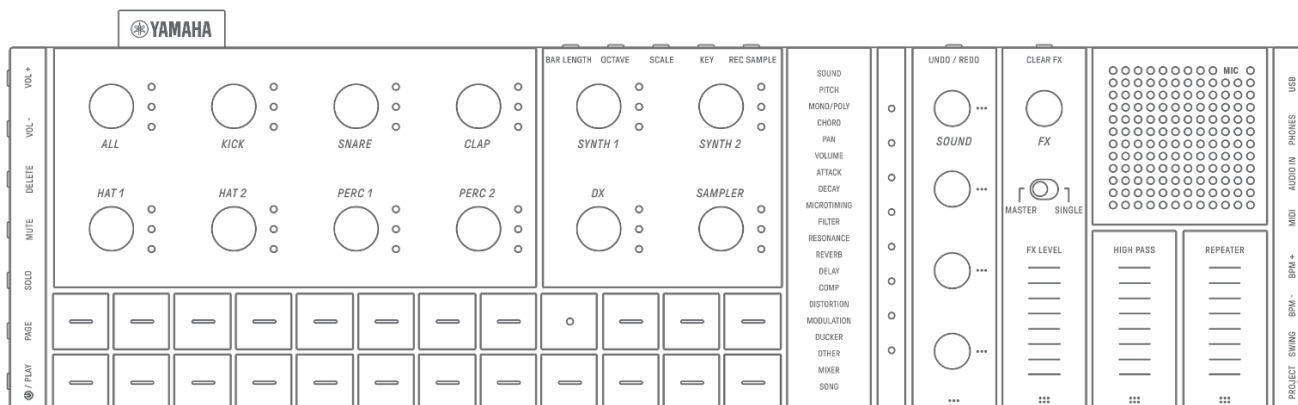 YAMAHA
BAR LENGTH OCTAVE SCALE KEY REC SAMPLE
UNDO / REDO
CLEAR FX
MIC
ALL KICK SNARE CLAP SYNTH 1 SYNTH 2
SOUND FX
HAT 1 HAT 2 PERC 1 PERC 2 DX SAMPLER
MASTER SINGLE
FX LEVEL HIGH PASS REPEATER
SOUND
PITCH
MONO/POLY
CHORD
PAN
VOLUME
ATTACK
DECAY
MICROTIMING
FILTER
RESONANCE
REVERB
DELAY
COMP
DISTORTION
MODULATION
DUCKER
OTHER
MIXER
SONG
VOL +
VOL -
DELETE
MUTE
SOLO
PAGE
/ PLAY
USB
PHONES
AUDIO IN
MIDI
BPM +
BPM -
SWING
PROJECT